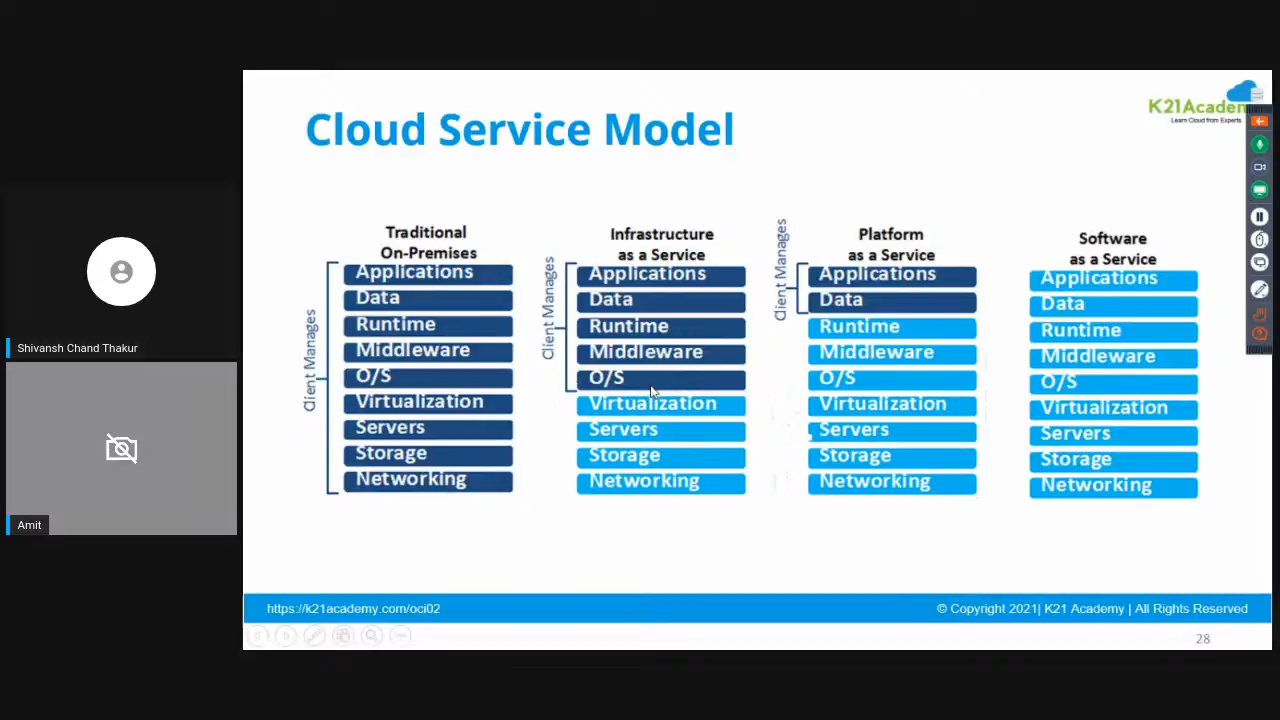 Cloud Service Model
K21Academ
Learn Cloud from Experts
Traditional
On-Premises
Client Manages
Applications
Data
Runtime
Middleware
O/S
Virtualization
Servers
Storage
Networking
Infrastructure
as a Service
Client Manages
Applications
Data
Runtime
Middleware
O/S
Virtualization
Servers
Storage
Networking
Platform
as a Service
Client Manages
Applications
Data
Runtime
Middleware
O/S
Virtualization
Servers
Storage
Networking
Software
as a Service
Applications
Data
Runtime
Middleware
O/S
Virtualization
Servers
Storage
Networking
Shivansh Chand Thakur
Amit
https://k21academy.com/oci02
© Copyright 2021| K21 Academy | All Rights Reserved
28